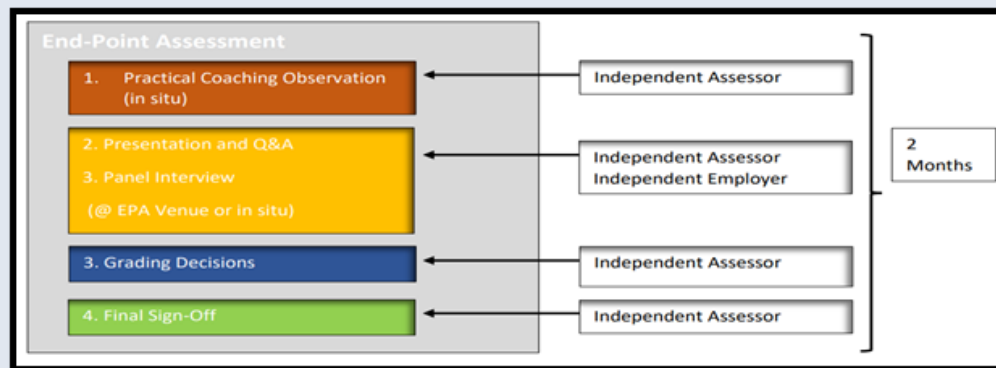 End-Point Assessment
1. Practical Coaching Observation
(in situ)
Independent Assessor
2. Presentation and Q&A
3. Panel Interview
(@ EPA Venue or in situ)
Independent Assessor
Independent Employer
2
Months
3. Grading Decisions
Independent Assessor
4. Final Sign-Off
Independent Assessor